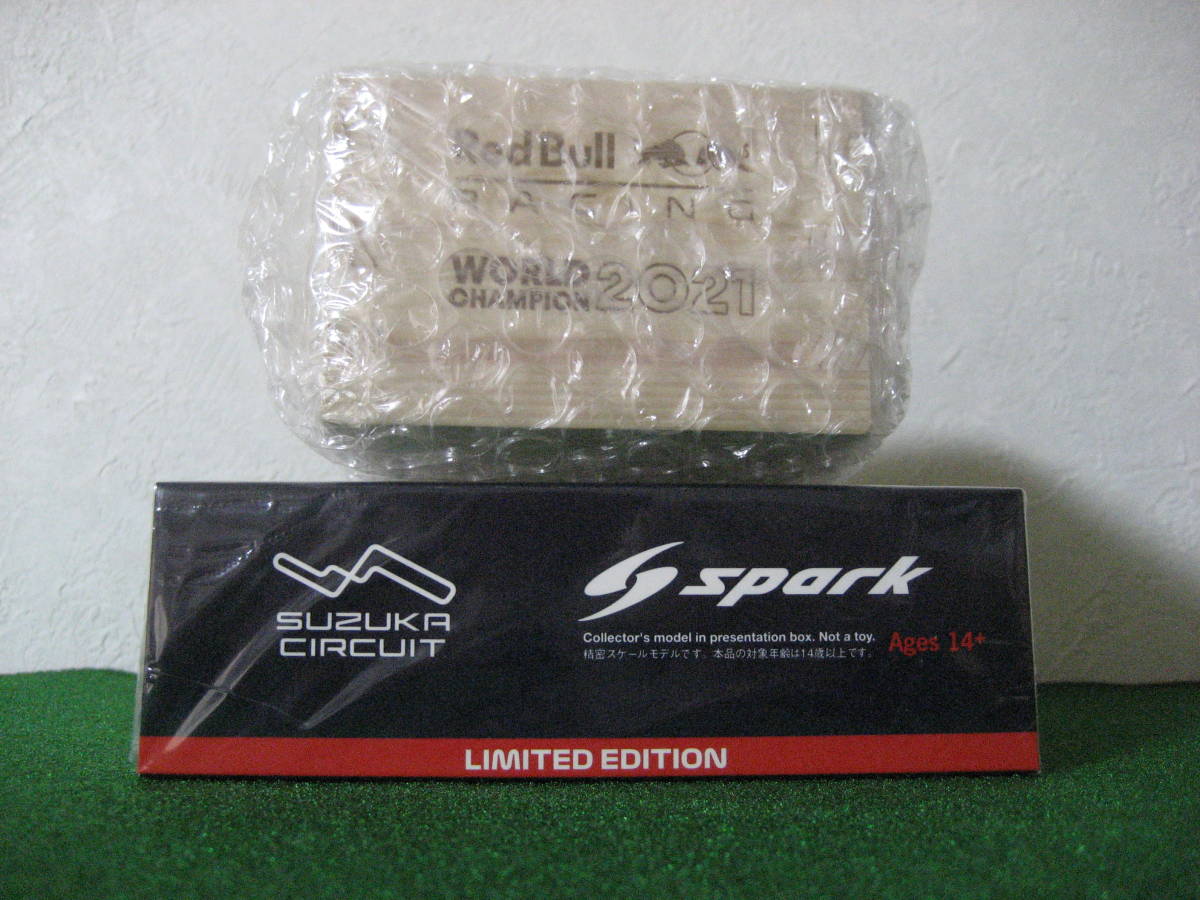 Red Bull
RACING
WORLD
CHAMPION 2021
SUZUKA
CIRCUIT
spark
Collector's model in presentation box. Not a toy.
精密スケールモデルです。本品の対象年齢は14歳以上です。
Ages 14+
LIMITED EDITION